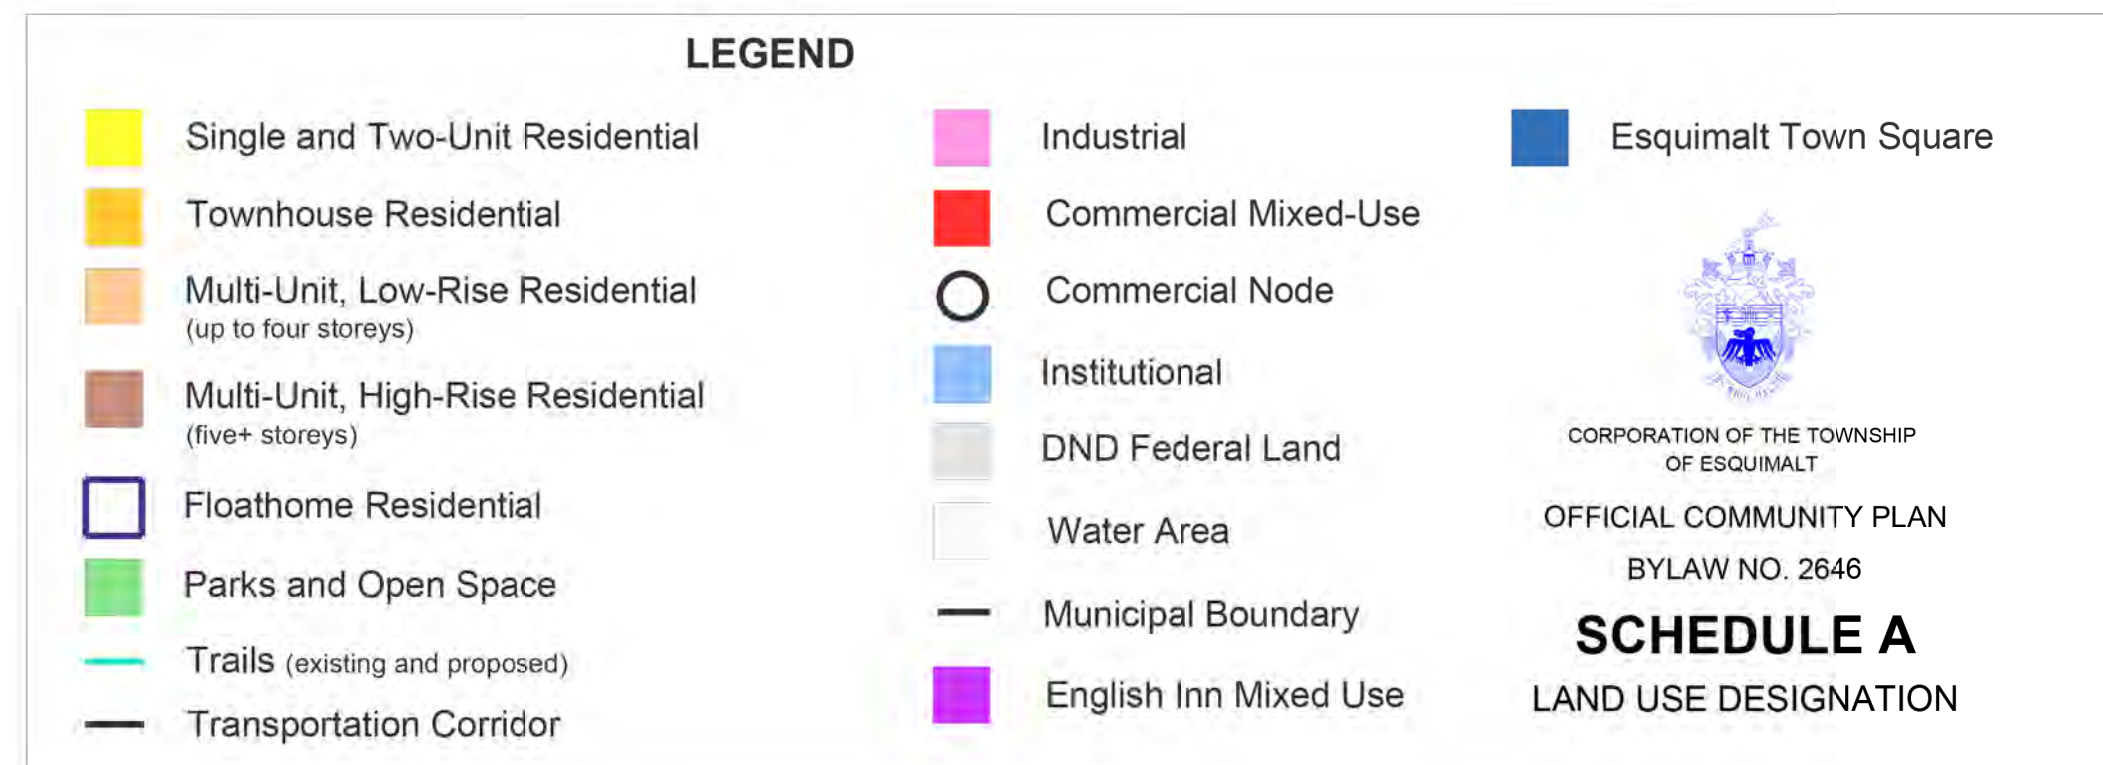 LEGEND
Single and Two-Unit Residential
Townhouse Residential
Multi-Unit, Low-Rise Residential
(up to four storeys)
Multi-Unit, High-Rise Residential
(five+ storeys)
Floathome Residential
Parks and Open Space
Trails (existing and proposed)
Transportation Corridor
Industrial
Commercial Mixed-Use
Commercial Node
Institutional
DND Federal Land
Water Area
Municipal Boundary
English Inn Mixed Use
Esquimalt Town Square
CORPORATION OF THE TOWNSHIP
OF ESQUIMALT
OFFICIAL COMMUNITY PLAN
BYLAW NO. 2646
SCHEDULE A
LAND USE DESIGNATION